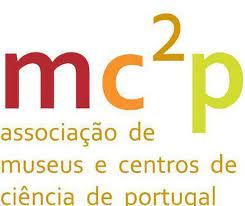 mc²p
associação de
museus e centros de
ciência de portugal